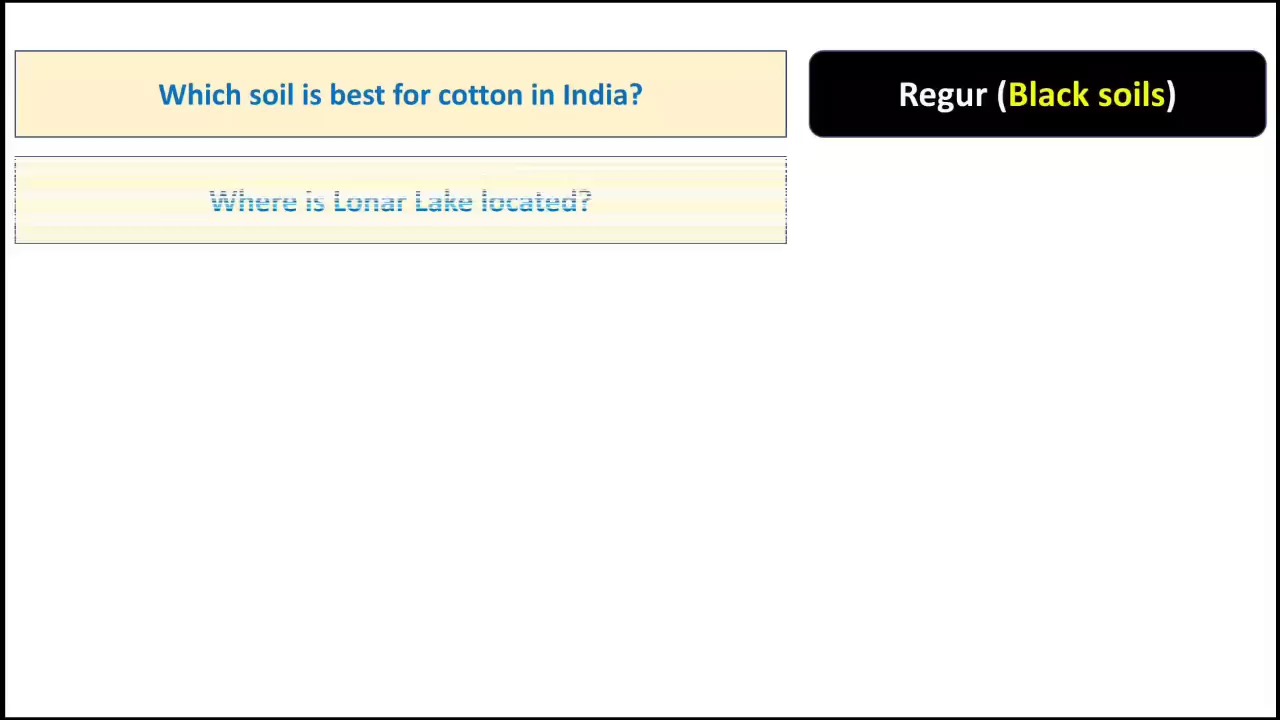 Which soil is best for cotton in India?
Regur (Black soils)
Where is Lonar Lake located?